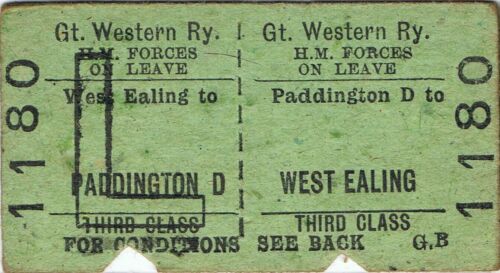 1180
Gt. Western Ry.
H.M. FORCES
ON LEAVE
West Ealing to
PADDINGTON D
THIRD CLASS
Gt. Western Ry.
H.M. FORCES
ON LEAVE
Paddington D to
WEST EALING
THIRD CLASS
FOR CONDITIONS SEE BACK G.B
1180